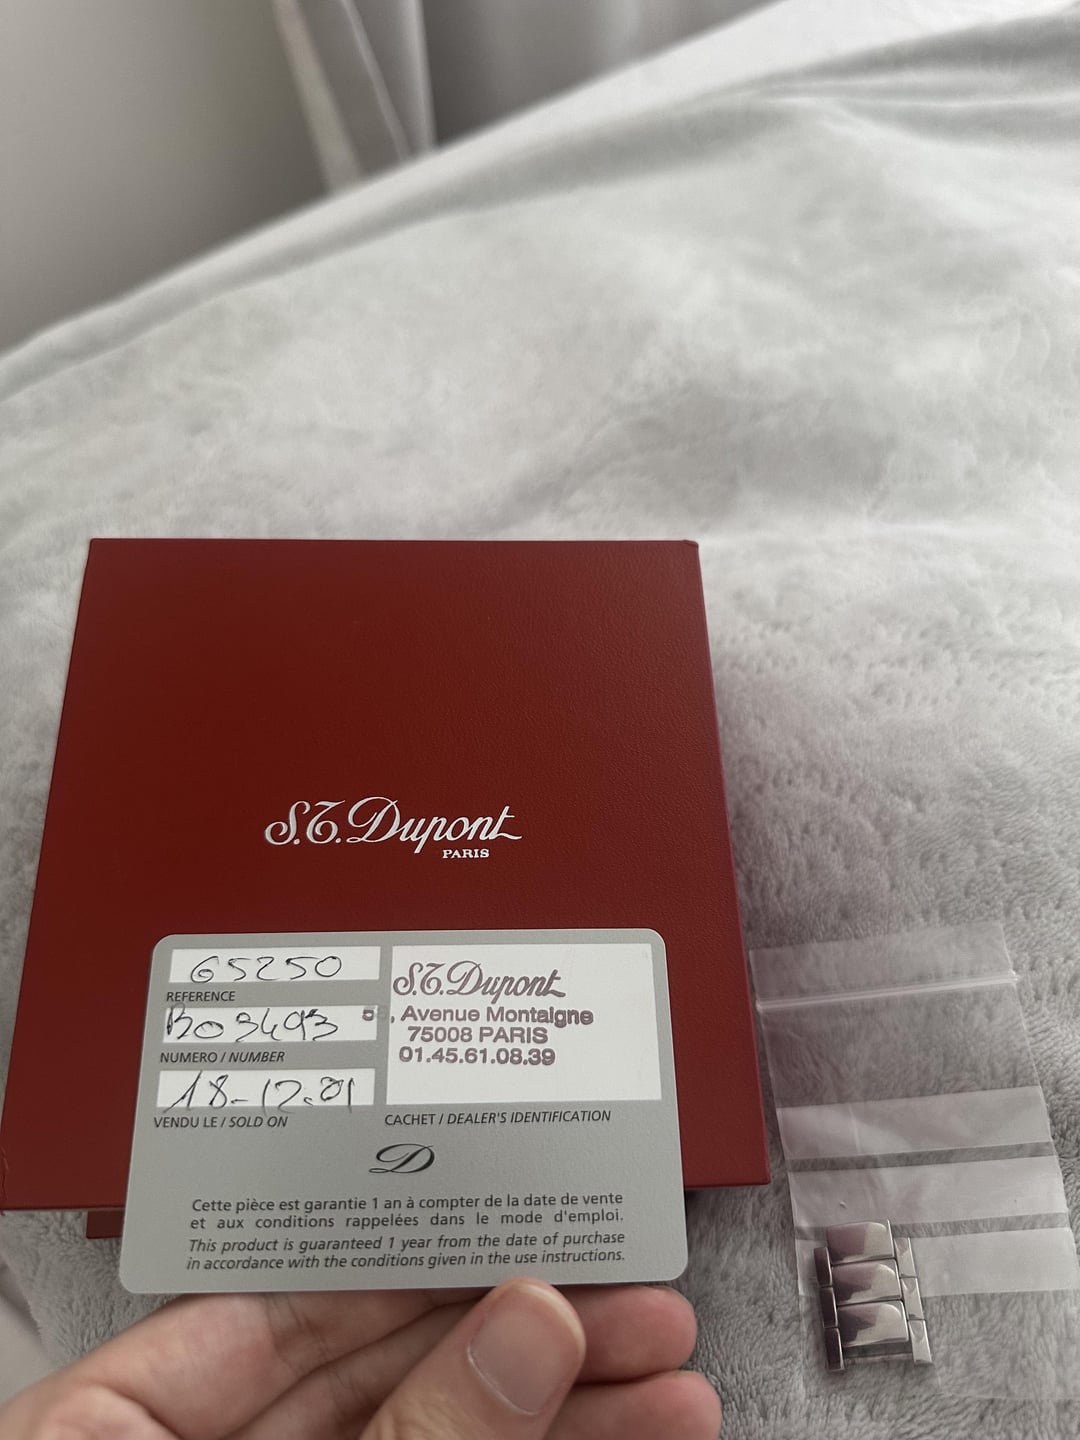 S.T. Dupont
PARIS
65250
REFERENCE
B03493
NUMERO / NUMBER
18-12.01
VENDU LE / SOLD ON
S.T. Dupont
, Avenue Montaigne
75008 PARIS
01.45.61.08.39
CACHET / DEALER'S IDENTIFICATION
D
Cette pièce est garantie 1 an à compter de la date de vente
et aux conditions rappelées dans le mode d'emploi.
This product is guaranteed 1 year from the date of purchase
in accordance with the conditions given in the use instructions.